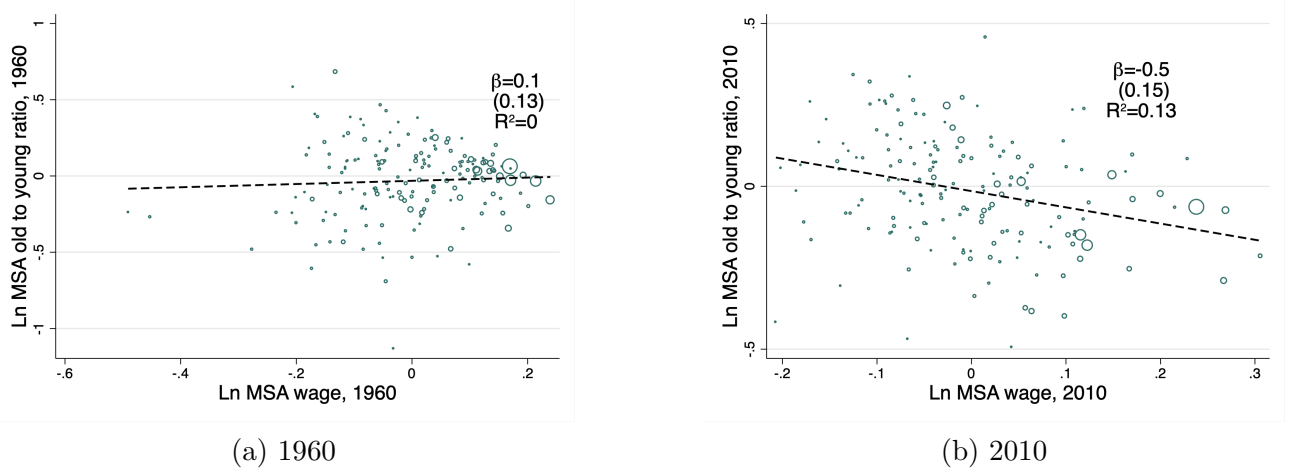 Ln MSA old to young ratio, 1960
1
.5
0
-.5
-1
β=0.1
(0.13)
R²=0
-.6
-.4
-.2
0
.2
Ln MSA wage, 1960
(a) 1960
Ln MSA old to young ratio, 2010
.5
0
-.5
β=-0.5
(0.15)
R²=0.13
-.2
-.1
0
.1
.2
.3
Ln MSA wage, 2010
(b) 2010